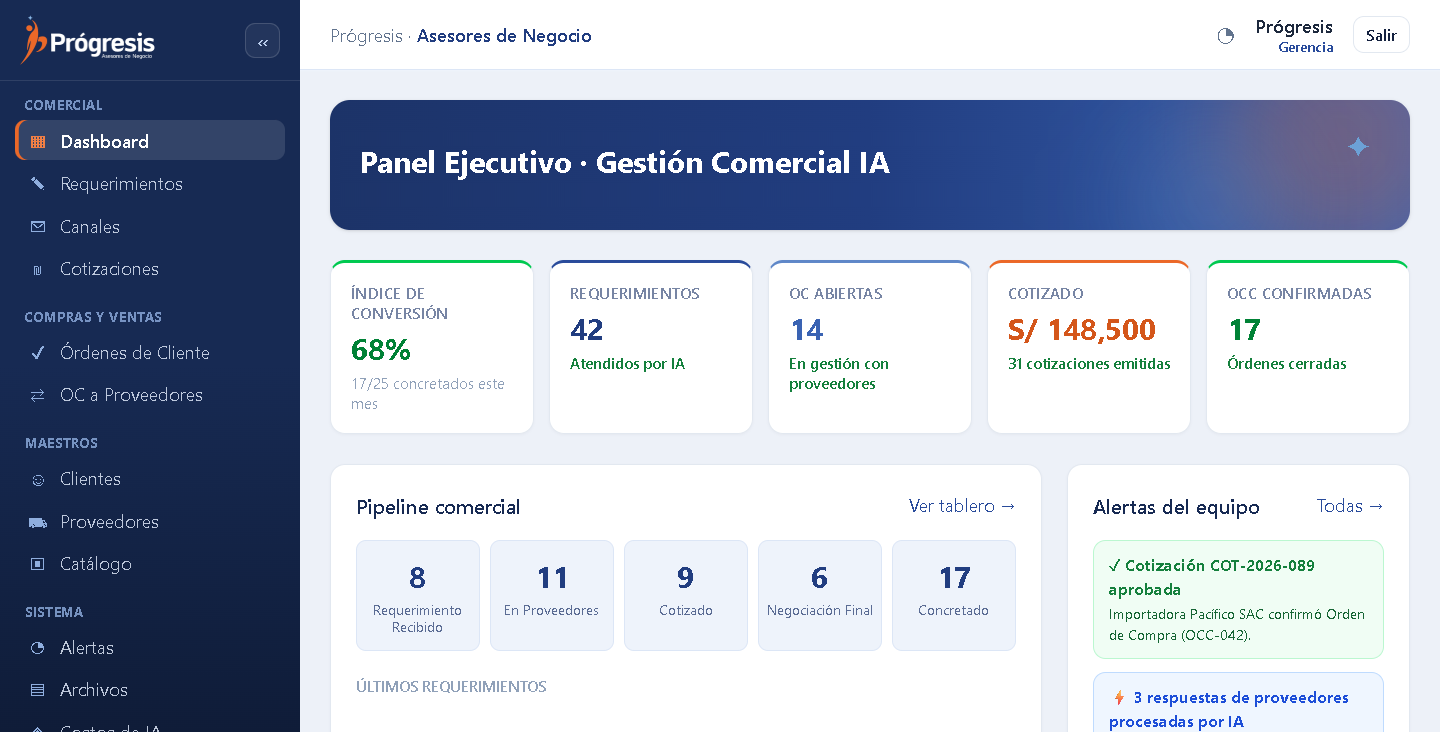 Prógresis
Asesores de Negocio
«
COMERCIAL
Dashboard
Requerimientos
Canales
Cotizaciones
COMPRAS Y VENTAS
Órdenes de Cliente
OC a Proveedores
MAESTROS
Clientes
Proveedores
Catálogo
SISTEMA
Alertas
Archivos
Costos de IA
Prógresis · Asesores de Negocio
Prógresis
Gerencia
Salir
Panel Ejecutivo · Gestión Comercial IA
ÍNDICE DE
CONVERSIÓN
68%
17/25 concretados este
mes
REQUERIMIENTOS
42
Atendidos por IA
OC ABIERTAS
14
En gestión con
proveedores
COTIZADO
S/ 148,500
31 cotizaciones emitidas
OCC CONFIRMADAS
17
Órdenes cerradas
Pipeline comercial
Ver tablero →
8
Requerimiento
Recibido
11
En Proveedores
9
Cotizado
6
Negociación Final
17
Concretado
ÚLTIMOS REQUERIMIENTOS
Alertas del equipo
Todas →
✓ Cotización COT-2026-089
aprobada
Importadora Pacífico SAC confirmó Orden
de Compra (OCC-042).
⚡ 3 respuestas de proveedores
procesadas por IA